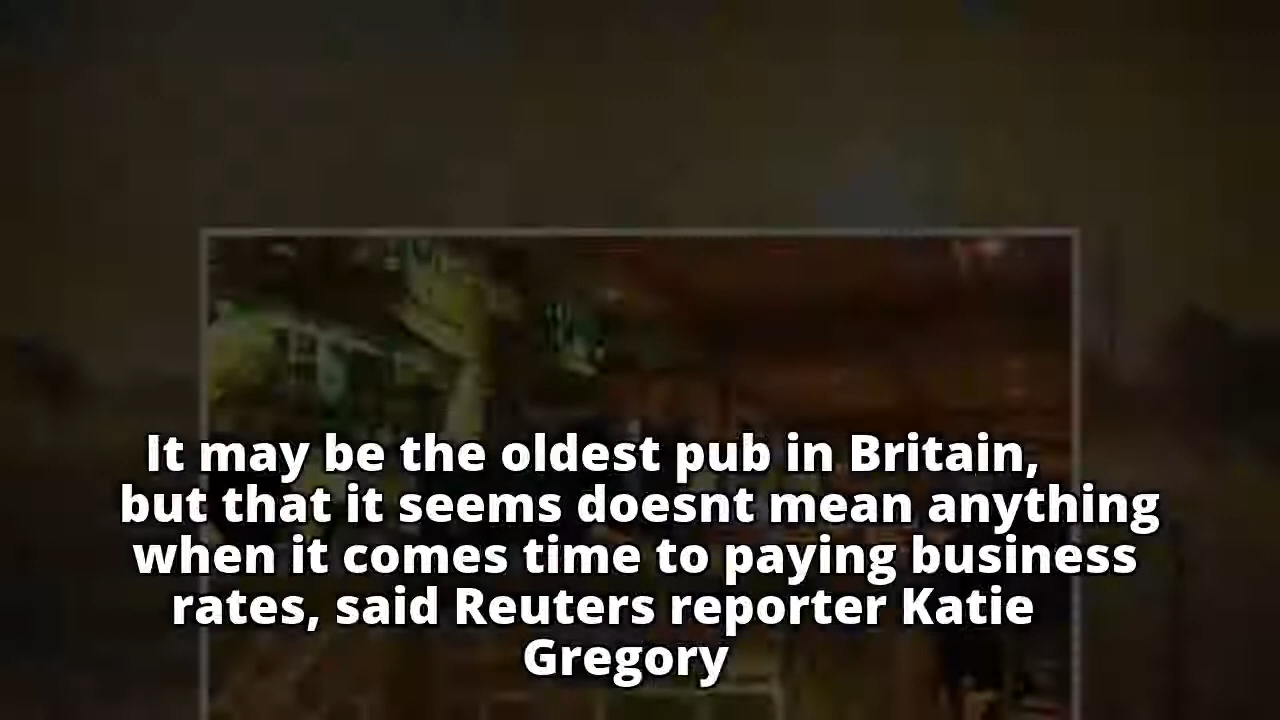 It may be the oldest pub in Britain,
but that it seems doesnt mean anything
when it comes time to paying business
rates, said Reuters reporter Katie
Gregory